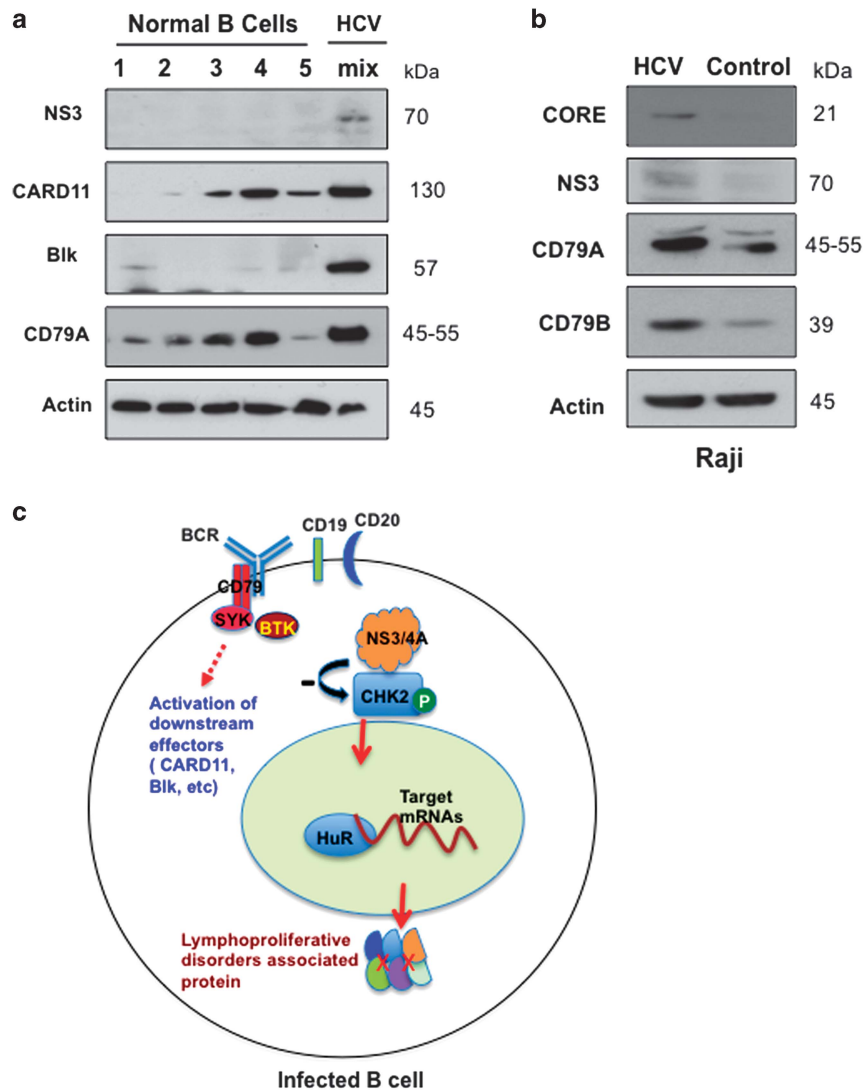 a
Normal B Cells HCV
1 2 3 4 5 mix kDa
NS3 70
CARD11 130
Blk 57
CD79A 45-55
Actin 45
b
HCV Control kDa
CORE 21
NS3 70
CD79A 45-55
CD79B 39
Actin 45
Raji
c
BCR CD19 CD20
CD79
SYK BTK
NS3/4A
-
CHK2 P
Activation of
downstream
effectors
( CARD11,
Blk, etc)
Target
mRNAs
HuR
Lymphoproliferative
disorders associated
protein
X X
Infected B cell